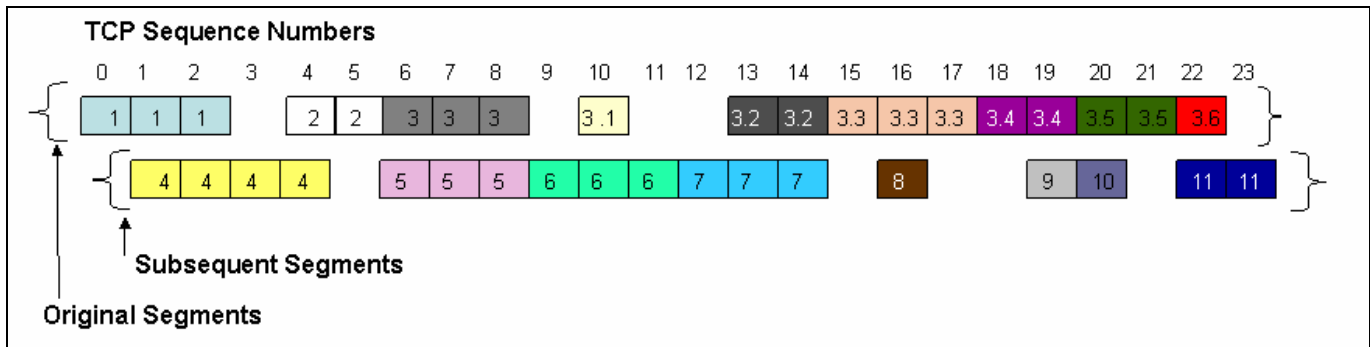 TCP Sequence Numbers
0 1 2 3 4 5 6 7 8 9 10 11 12 13 14 15 16 17 18 19 20 21 22 23
1 1 1 2 2 3 3 3 3 .1 3.2 3.2 3.3 3.3 3.3 3.4 3.4 3.5 3.5 3.6
4 4 4 4 5 5 5 6 6 6 7 7 7 8 9 10 11 11
Subsequent Segments
Original Segments